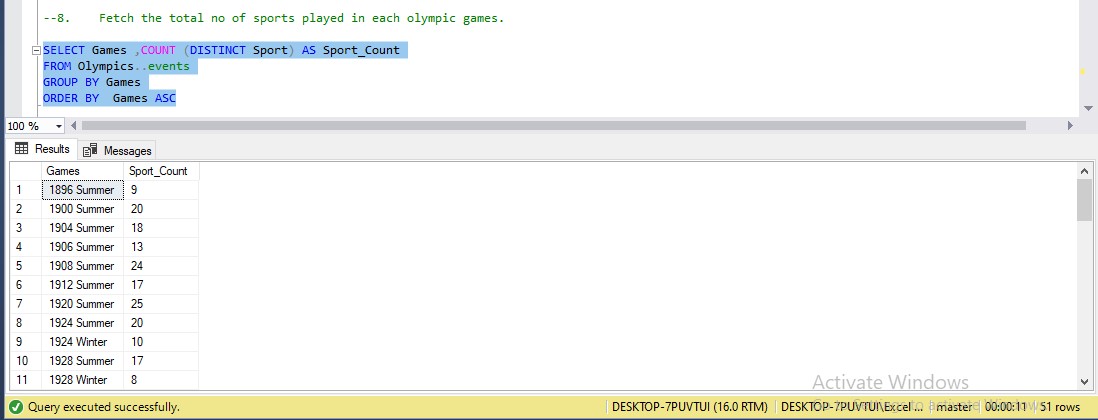 --8.    Fetch the total no of sports played in each olympic games.
SELECT Games ,COUNT (DISTINCT Sport) AS Sport_Count
FROM Olympics..events
GROUP BY Games
ORDER BY  Games ASC
100 %
Results Messages
Games Sport_Count
1 1896 Summer 9
2 1900 Summer 20
3 1904 Summer 18
4 1906 Summer 13
5 1908 Summer 24
6 1912 Summer 17
7 1920 Summer 25
8 1924 Summer 20
9 1924 Winter 10
10 1928 Summer 17
11 1928 Winter 8
Activate Windows
Query executed successfully. DESKTOP-7PUVTUI (16.0 RTM) DESKTOP-7PUVTUI\Excel... master 00:00:11 51 rows